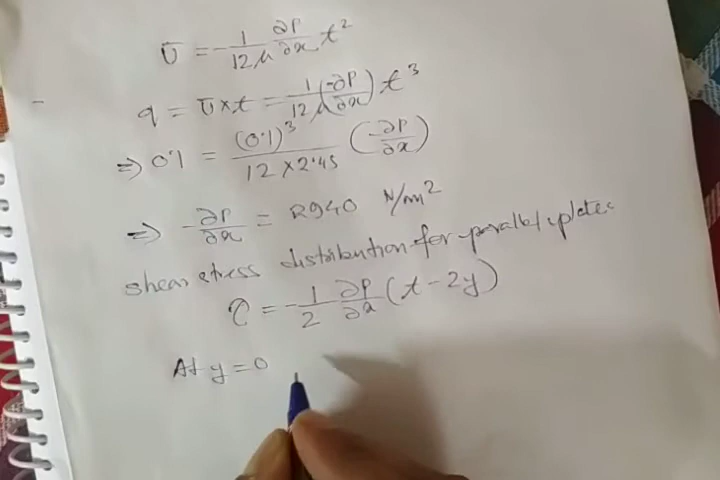 Ū = -1/12μ ∂P/∂x t²
q = Ū×t = 1/12μ (-∂P/∂x) t³
⇒ 0.1 = (0.1)³/12×2.45 (-∂P/∂x)
⇒ -∂P/∂x = 2940 N/m²
shear stress distribution for parallel plates
τ = -1/2 ∂P/∂x (t-2y)
At y=0